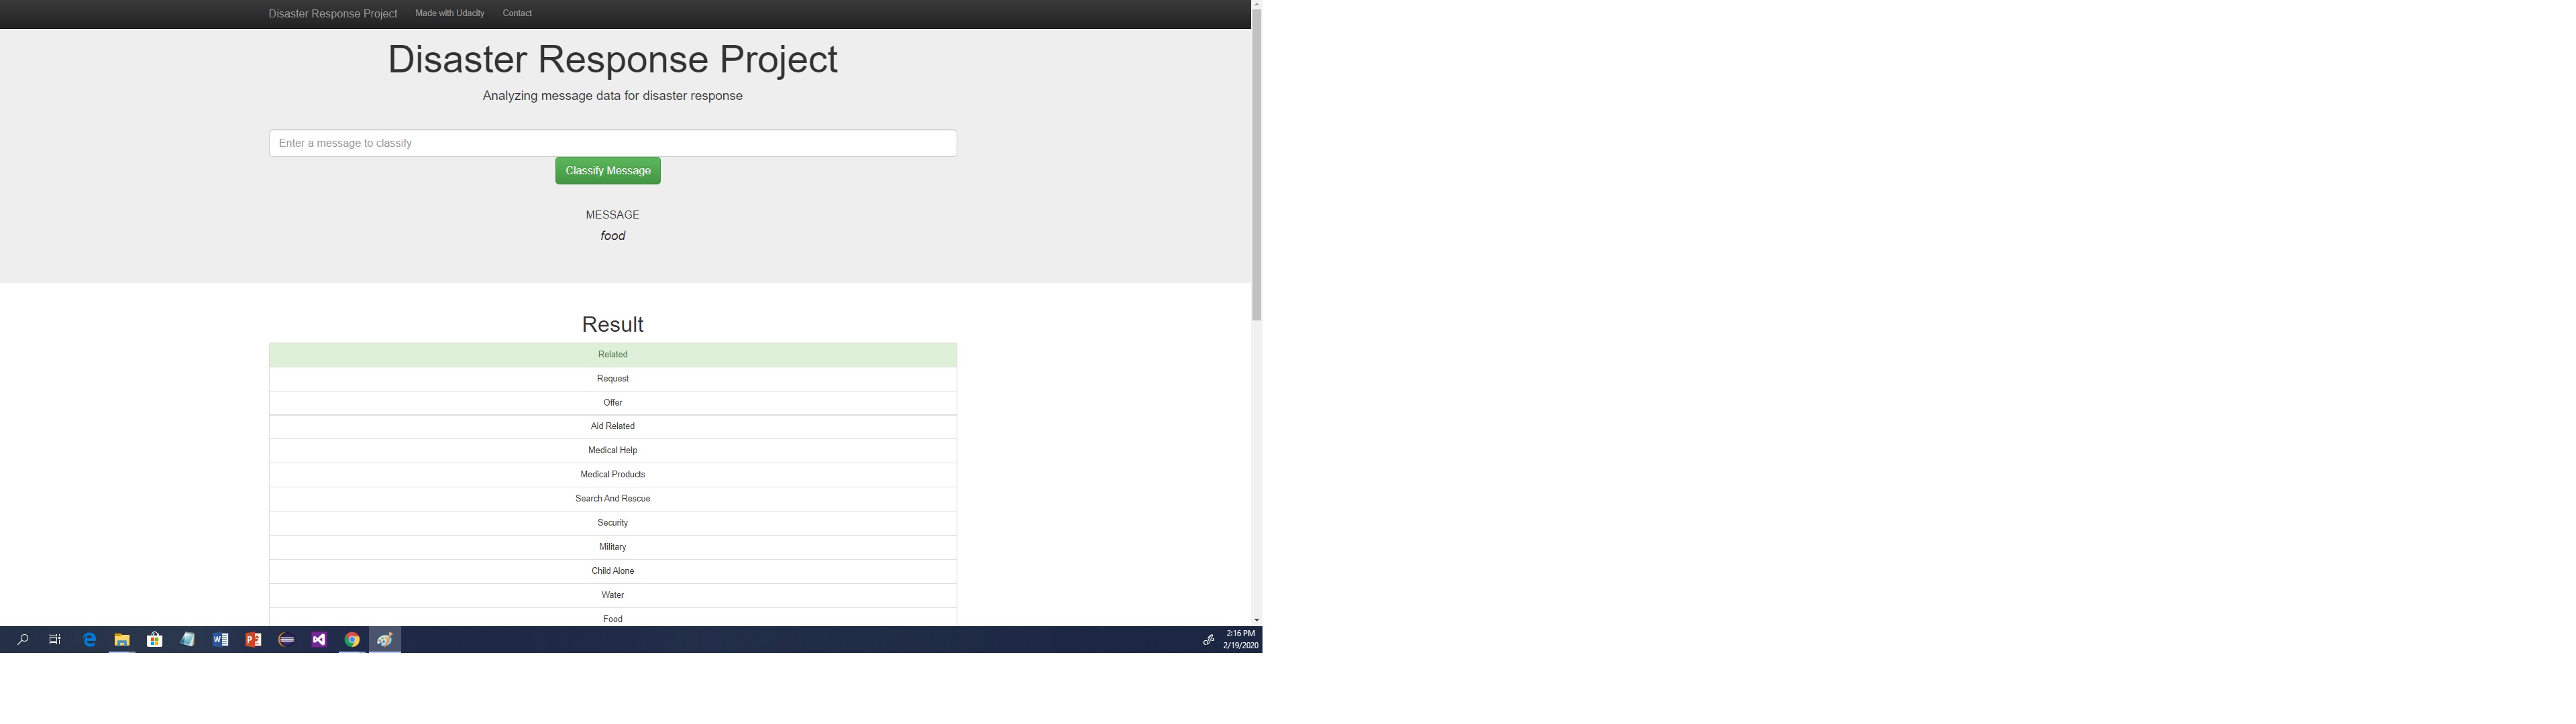 Disaster Response Project Made with Udacity Contact
Disaster Response Project
Analyzing message data for disaster response
Enter a message to classify
Classify Message
MESSAGE
food
Result
Related
Request
Offer
Aid Related
Medical Help
Medical Products
Search And Rescue
Security
Military
Child Alone
Water
Food
2:16 PM
2/19/2020